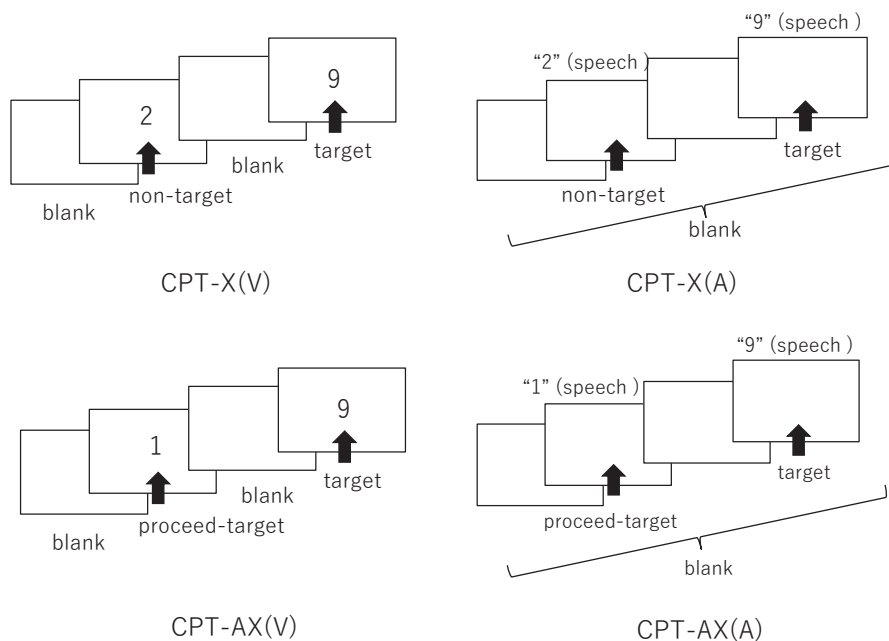 2
9
blank
non-target
blank
target
CPT-X(V)
“2” (speech )
“9” (speech )
non-target
target
blank
CPT-X(A)
1
9
blank
proceed-target
blank
target
CPT-AX(V)
“1” (speech )
“9” (speech )
proceed-target
target
blank
CPT-AX(A)